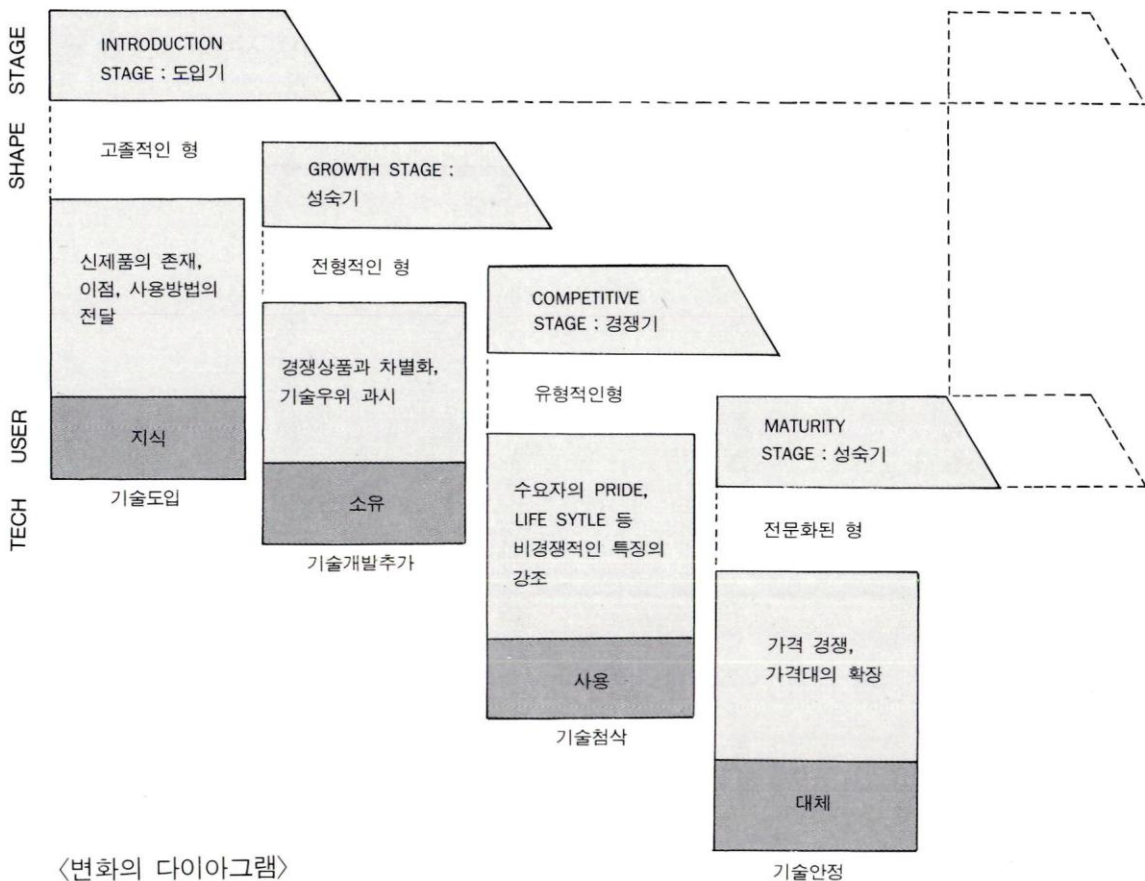 STAGE
SHAPE
USER
TECH
INTRODUCTION
STAGE : 도입기
고졸적인 형
신제품의 존재,
이점, 사용방법의
전달
지식
기술도입
GROWTH STAGE :
성숙기
전형적인 형
경쟁상품과 차별화,
기술우위 과시
소유
기술개발추가
COMPETITIVE
STAGE : 경쟁기
유형적인형
수요자의 PRIDE,
LIFE SYTLE 등
비경쟁적인 특징의
강조
사용
기술첨삭
MATURITY
STAGE : 성숙기
전문화된 형
가격 경쟁,
가격대의 확장
대체
기술안정
〈변화의 다이아그램〉